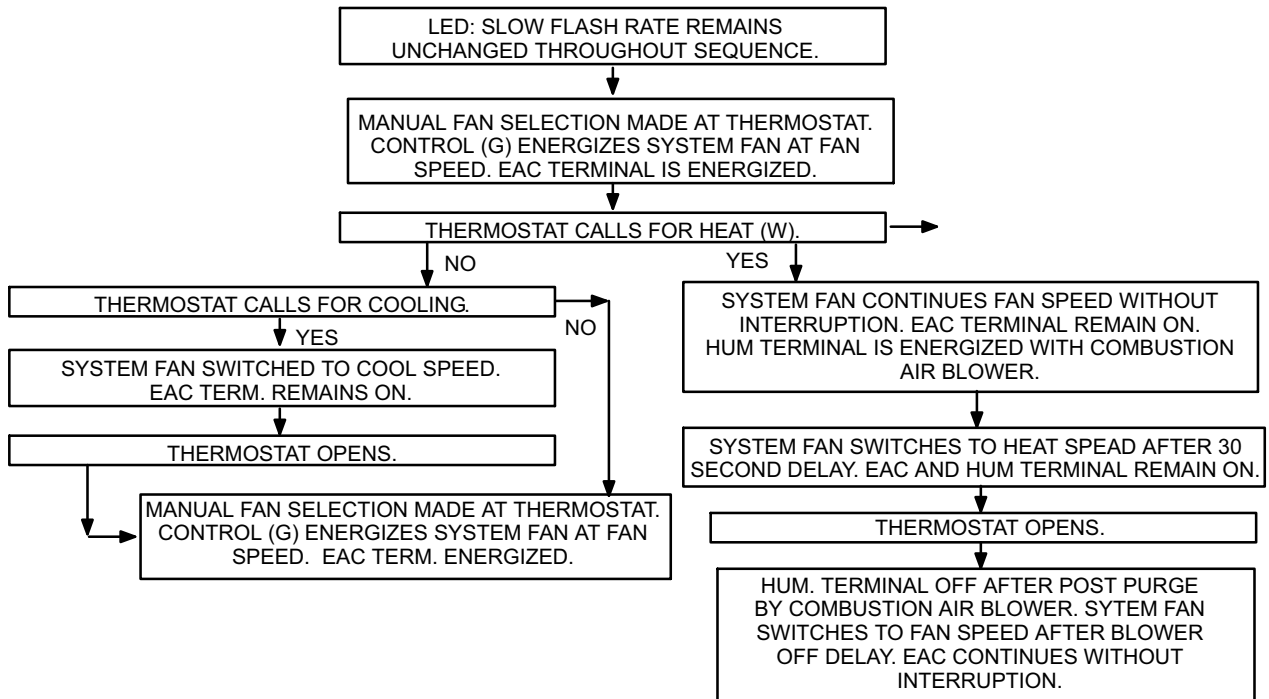 LED: SLOW FLASH RATE REMAINS
UNCHANGED THROUGHOUT SEQUENCE.
MANUAL FAN SELECTION MADE AT THERMOSTAT.
CONTROL (G) ENERGIZES SYSTEM FAN AT FAN
SPEED. EAC TERMINAL IS ENERGIZED.
THERMOSTAT CALLS FOR HEAT (W).
NO
YES
THERMOSTAT CALLS FOR COOLING.
NO
YES
SYSTEM FAN SWITCHED TO COOL SPEED.
EAC TERM. REMAINS ON.
THERMOSTAT OPENS.
MANUAL FAN SELECTION MADE AT THERMOSTAT.
CONTROL (G) ENERGIZES SYSTEM FAN AT FAN
SPEED. EAC TERM. ENERGIZED.
SYSTEM FAN CONTINUES FAN SPEED WITHOUT
INTERRUPTION. EAC TERMINAL REMAIN ON.
HUM TERMINAL IS ENERGIZED WITH COMBUSTION
AIR BLOWER.
SYSTEM FAN SWITCHES TO HEAT SPEAD AFTER 30
SECOND DELAY. EAC AND HUM TERMINAL REMAIN ON.
THERMOSTAT OPENS.
HUM. TERMINAL OFF AFTER POST PURGE
BY COMBUSTION AIR BLOWER. SYTEM FAN
SWITCHES TO FAN SPEED AFTER BLOWER
OFF DELAY. EAC CONTINUES WITHOUT
INTERRUPTION.